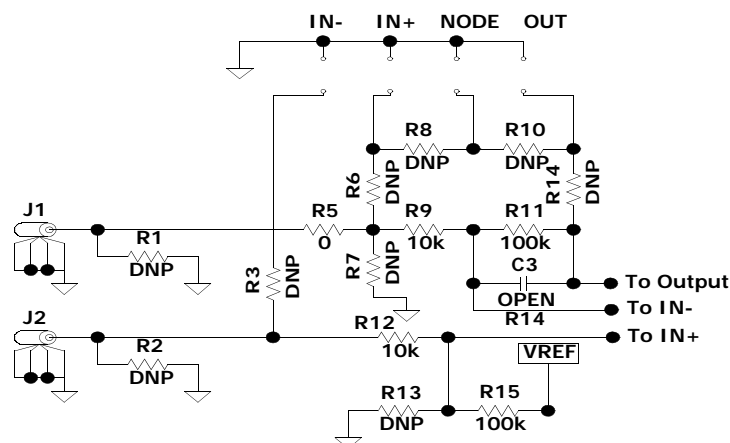 IN- IN+ NODE OUT
R8
DNP
R10
DNP
R6
DNP
R14
DNP
J1
R1
DNP
R5
0
R9
10k
R11
100k
R3
DNP
R7
DNP
C3
OPEN
To Output
To IN-
R14
J2
R2
DNP
R12
10k
To IN+
VREF
R13
DNP
R15
100k